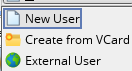 New User
Create from VCard
External User